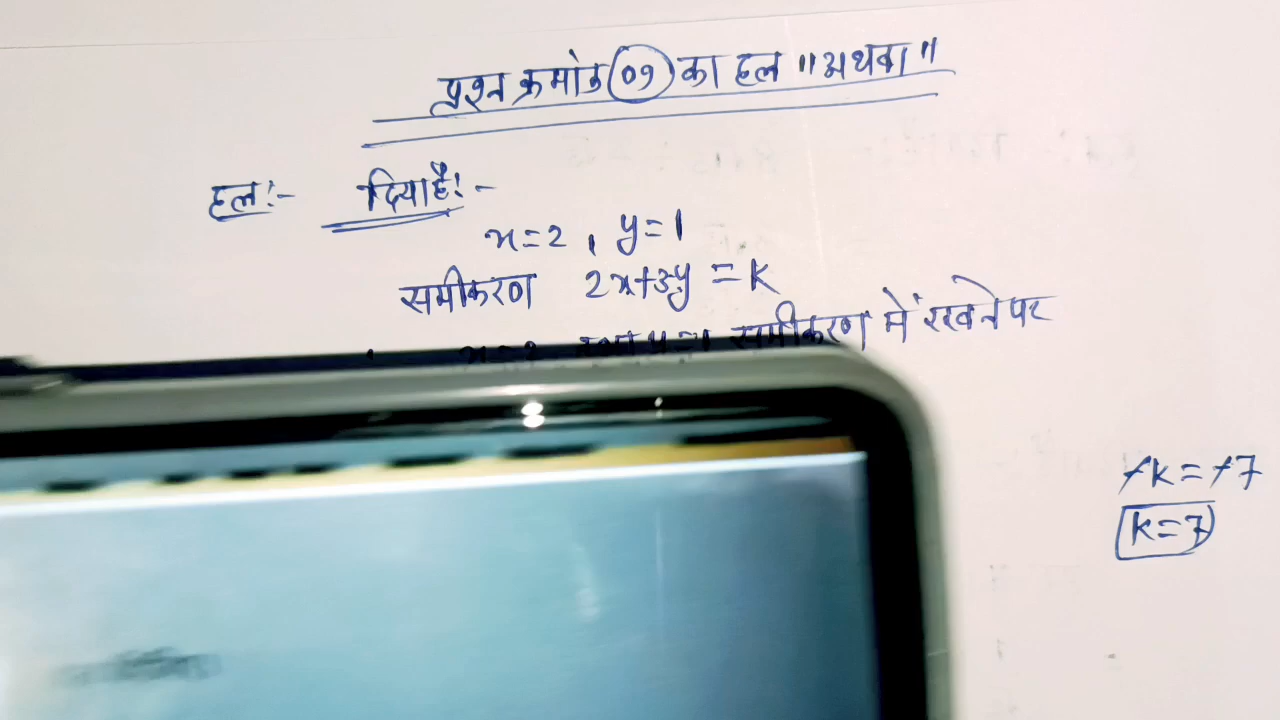 प्रश्न क्रमांक 09 का हल "अथवा"
हल:- दिया है:-
x=2, y=1
समीकरण 2x+3y = K
समीकरण में रखने पर
+K = +7
K=7